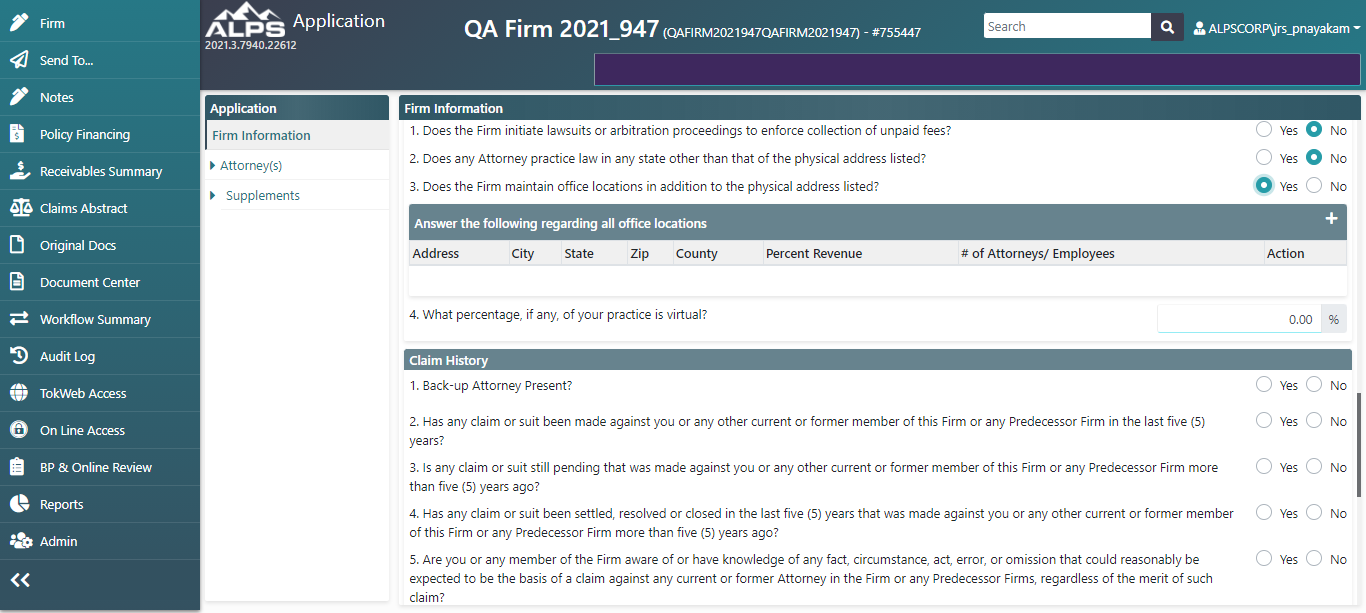 Firm
Send To...
Notes
Policy Financing
Receivables Summary
Claims Abstract
Original Docs
Document Center
Workflow Summary
Audit Log
TokWeb Access
On Line Access
BP & Online Review
Reports
Admin
ALPS Application
2021.3.7940.22612
QA Firm 2021_947 (QAFIRM2021947QAFIRM2021947) - #755447
Search
ALPSCORP\jrs_pnayakam
Application
Firm Information
Attorney(s)
Supplements
Firm Information
1. Does the Firm initiate lawsuits or arbitration proceedings to enforce collection of unpaid fees? Yes No
2. Does any Attorney practice law in any state other than that of the physical address listed? Yes No
3. Does the Firm maintain office locations in addition to the physical address listed? Yes No
Answer the following regarding all office locations +
Address City State Zip County Percent Revenue # of Attorneys/ Employees Action
4. What percentage, if any, of your practice is virtual? 0.00 %
Claim History
1. Back-up Attorney Present? Yes No
2. Has any claim or suit been made against you or any other current or former member of this Firm or any Predecessor Firm in the last five (5) Yes No
years?
3. Is any claim or suit still pending that was made against you or any other current or former member of this Firm or any Predecessor Firm more Yes No
than five (5) years ago?
4. Has any claim or suit been settled, resolved or closed in the last five (5) years that was made against you or any other current or former member Yes No
of this Firm or any Predecessor Firm more than five (5) years ago?
5. Are you or any member of the Firm aware of or have knowledge of any fact, circumstance, act, error, or omission that could reasonably be Yes No
expected to be the basis of a claim against any current or former Attorney in the Firm or any Predecessor Firms, regardless of the merit of such
claim?